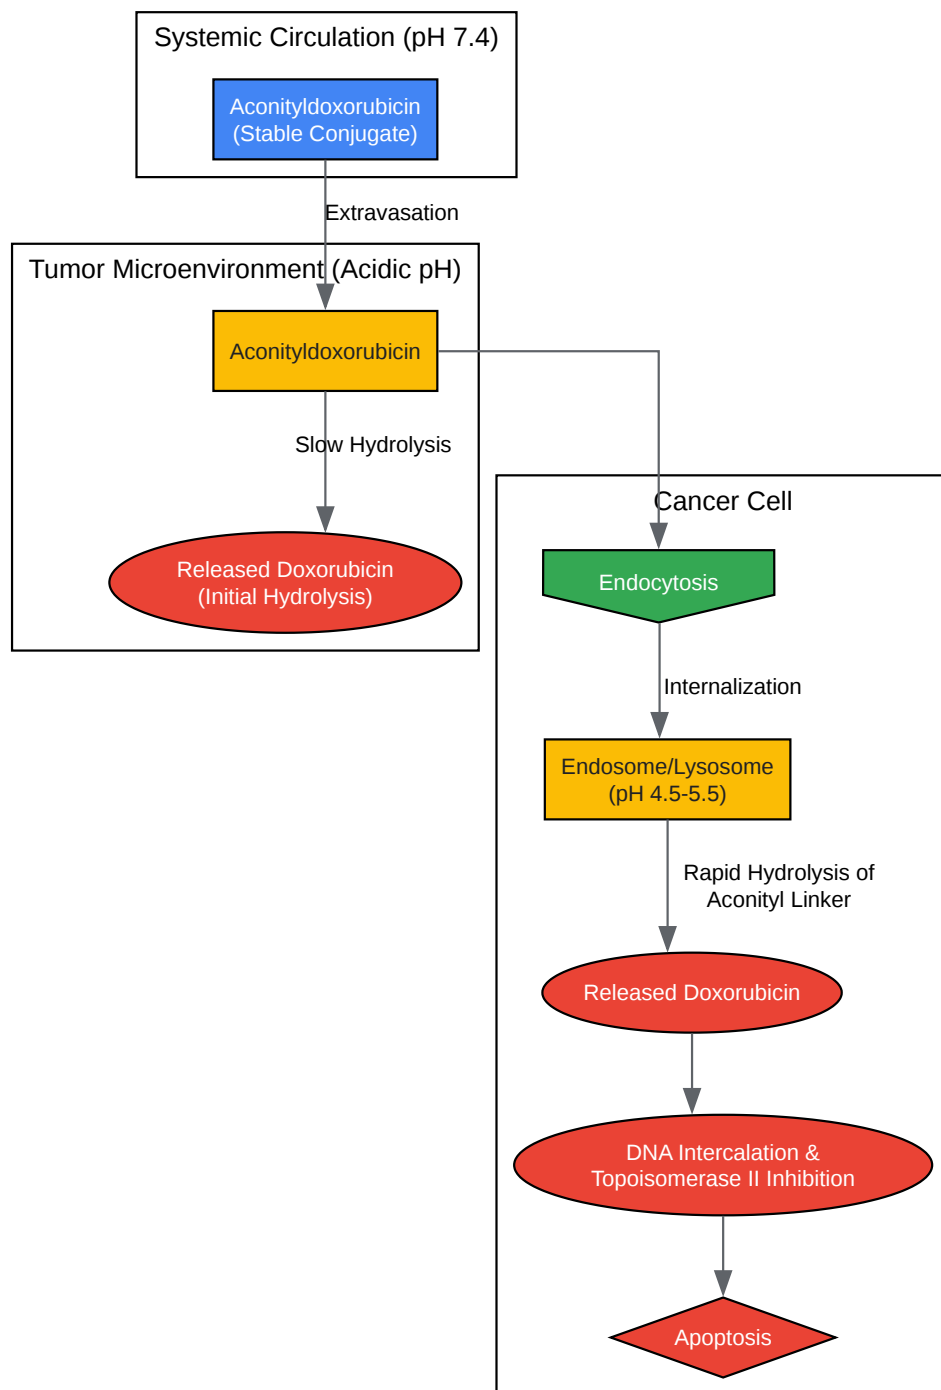 Systemic Circulation (pH 7.4)
Aconityldoxorubicin
(Stable Conjugate)
Extravasation
Tumor Microenvironment (Acidic pH)
Aconityldoxorubicin
Slow Hydrolysis
Released Doxorubicin
(Initial Hydrolysis)
Cancer Cell
Endocytosis
Internalization
Endosome/Lysosome
(pH 4.5-5.5)
Rapid Hydrolysis of
Aconityl Linker
Released Doxorubicin
DNA Intercalation &
Topoisomerase II Inhibition
Apoptosis